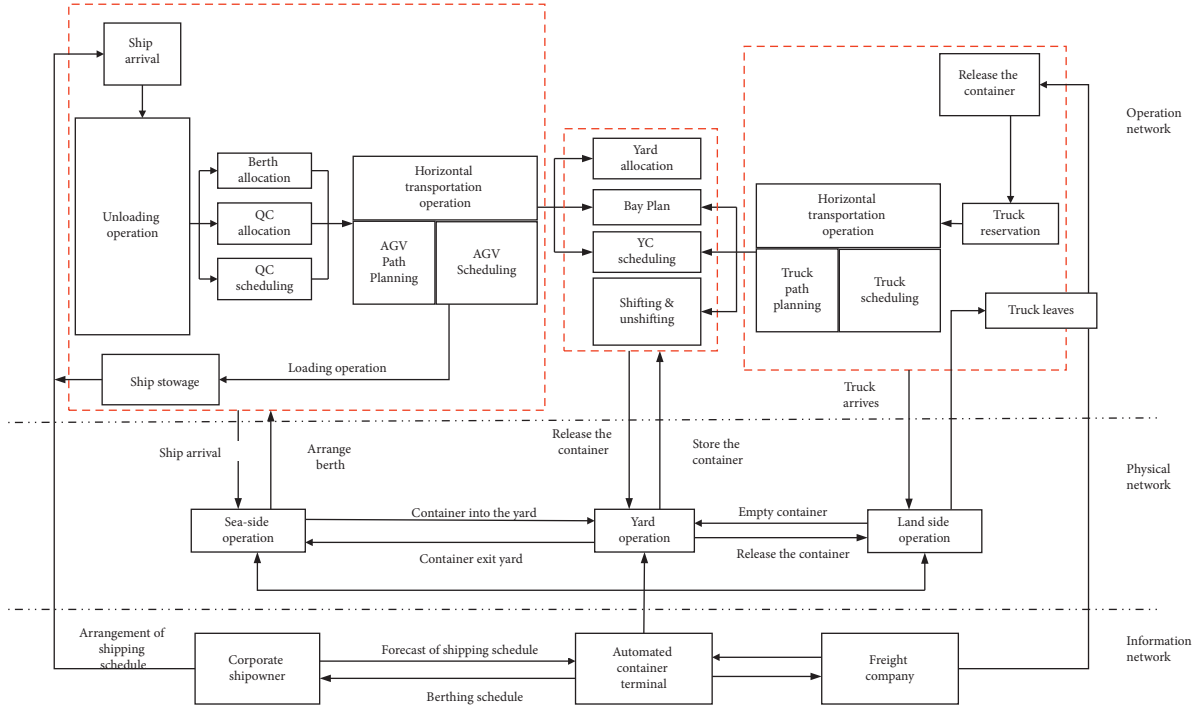 Ship
arrival
Unloading
operation
Berth
allocation
QC
allocation
QC
scheduling
Horizontal
transportation
operation
AGV
Path
Planning
AGV
Scheduling
Ship stowage
Loading operation
Yard
allocation
Bay Plan
YC
scheduling
Shifting &
unshifting
Horizontal
transportation
operation
Truck
path
planning
Truck
scheduling
Release the
container
Truck
reservation
Truck leaves
Operation
network
Ship arrival
Arrange
berth
Release the
container
Store the
container
Truck
arrives
Physical
network
Sea-side
operation
Container into the yard
Container exit yard
Yard
operation
Empty container
Release the container
Land side
operation
Arrangement of
shipping
schedule
Corporate
shipowner
Forecast of shipping schedule
Berthing schedule
Automated
container
terminal
Freight
company
Information
network